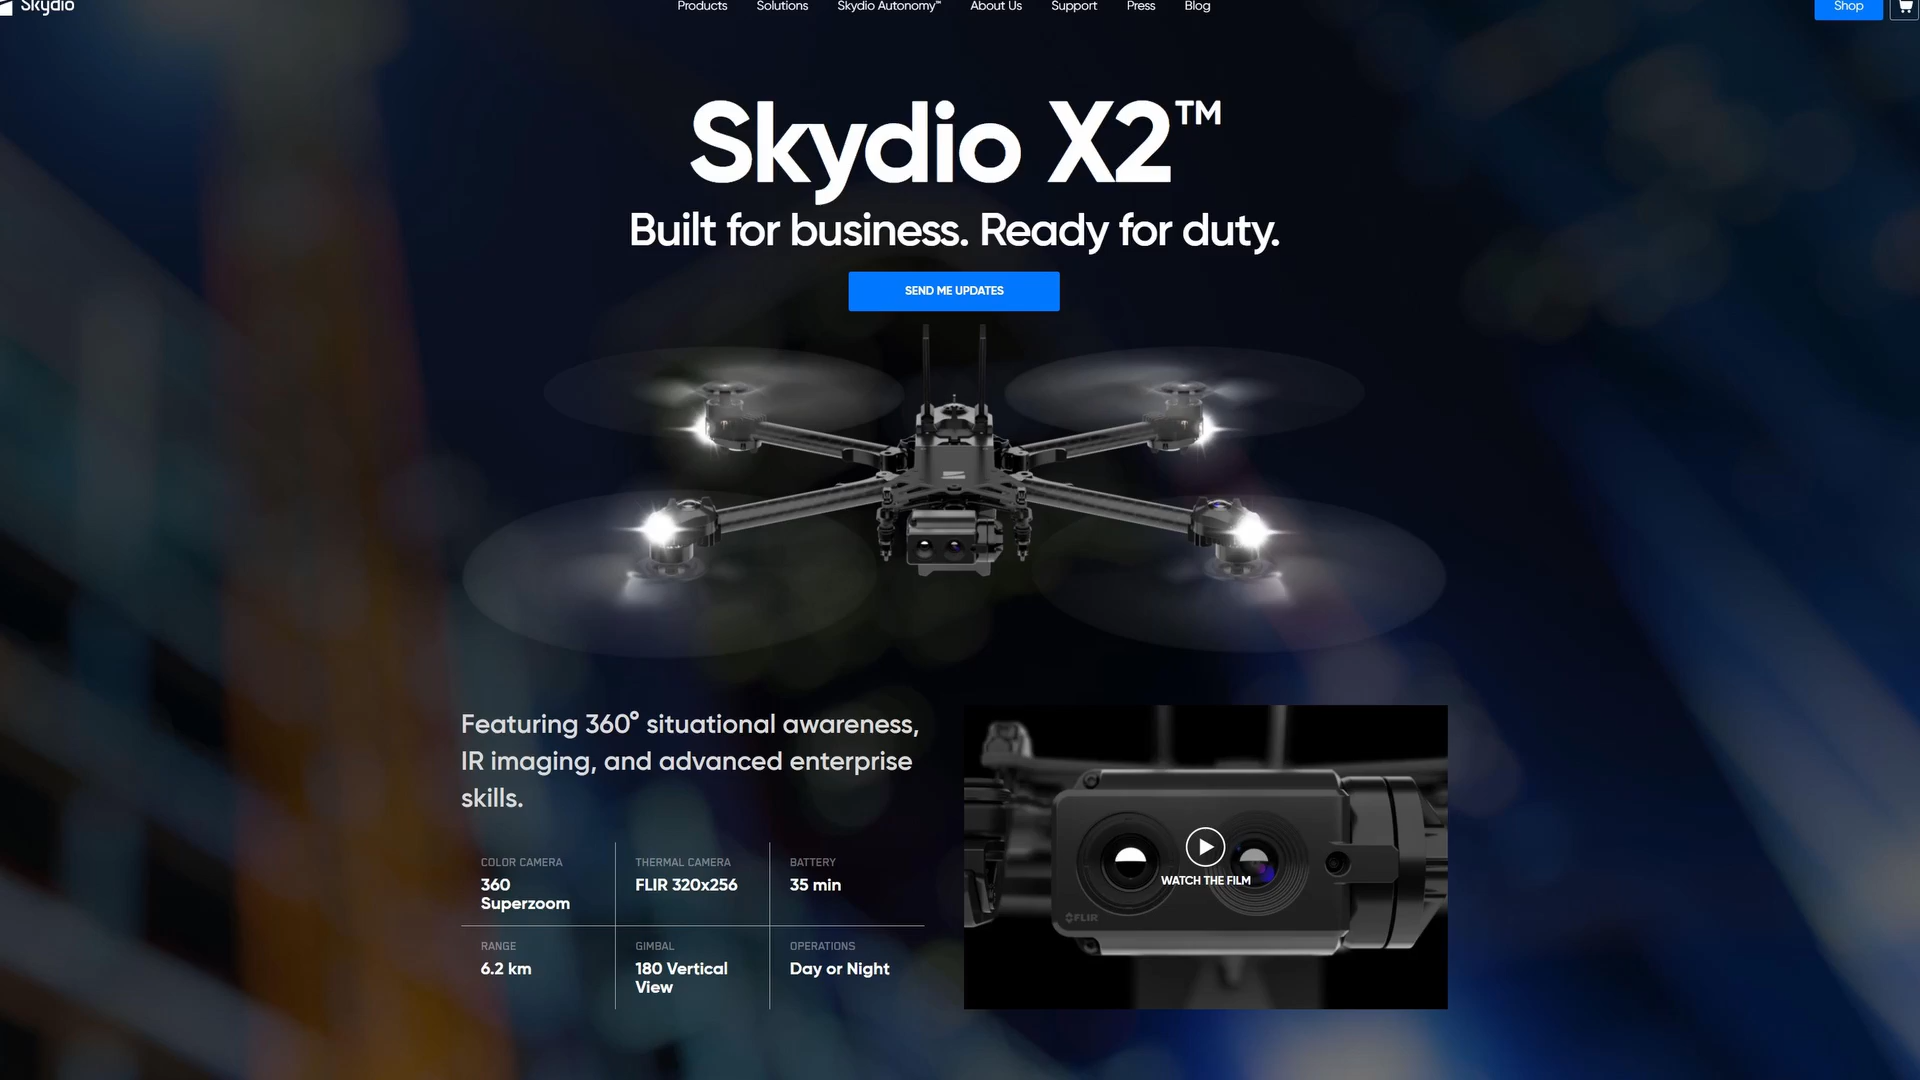 Skydio
Products Solutions Skydio Autonomy™ About Us Support Press Blog
Shop
Skydio X2™
Built for business. Ready for duty.
SEND ME UPDATES
Featuring 360° situational awareness,
IR imaging, and advanced enterprise
skills.
COLOR CAMERA
360
Superzoom
THERMAL CAMERA
FLIR 320x256
BATTERY
35 min
RANGE
6.2 km
GIMBAL
180 Vertical
View
OPERATIONS
Day or Night
WATCH THE FILM
FLIR